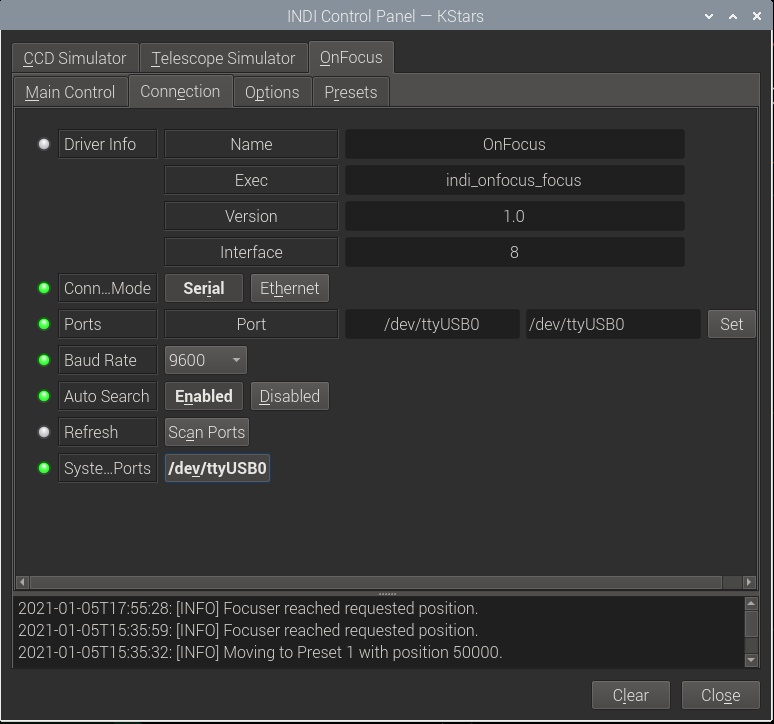 INDI Control Panel — KStars
CCD Simulator Telescope Simulator OnFocus
Main Control Connection Options Presets
Driver Info Name OnFocus
Exec indi_onfocus_focus
Version 1.0
Interface 8
Conn...Mode Serial Ethernet
Ports Port /dev/ttyUSB0 /dev/ttyUSB0 Set
Baud Rate 9600
Auto Search Enabled Disabled
Refresh Scan Ports
Syste...Ports /dev/ttyUSB0
2021-01-05T17:55:28: [INFO] Focuser reached requested position.
2021-01-05T15:35:59: [INFO] Focuser reached requested position.
2021-01-05T15:35:32: [INFO] Moving to Preset 1 with position 50000.
Clear Close